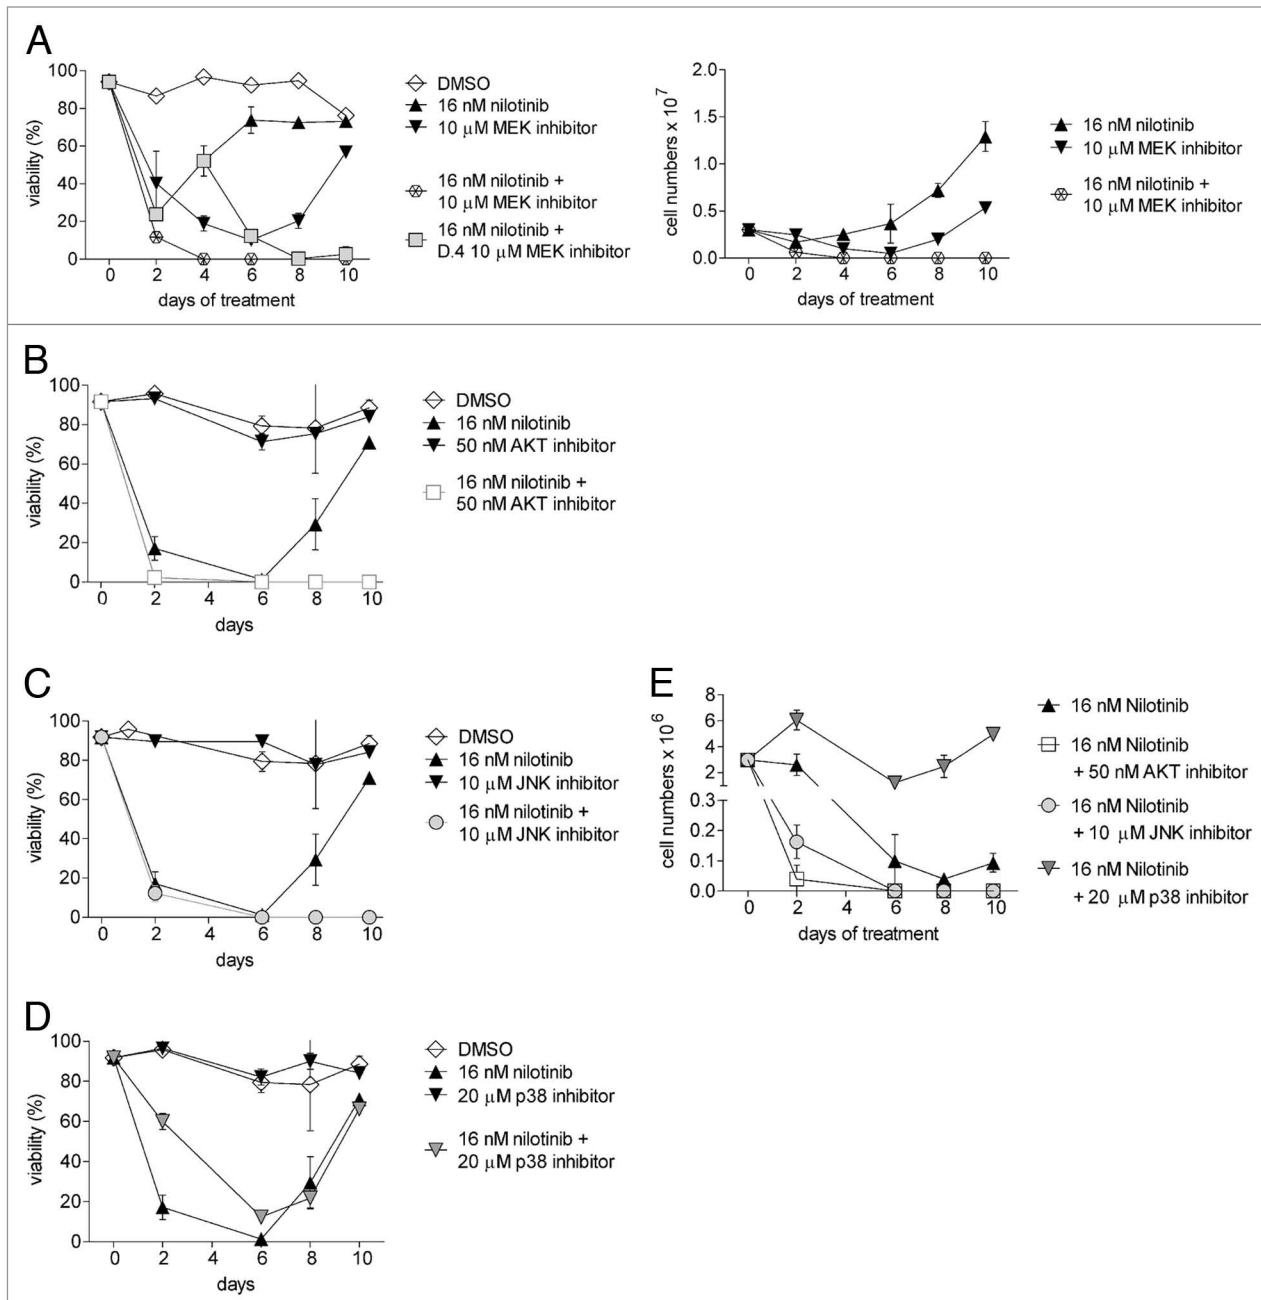 A
100
80
60
40
20
0
viability (%)
0 2 4 6 8 10
days of treatment
DMSO
16 nM nilotinib
10 μM MEK inhibitor
16 nM nilotinib +
10 μM MEK inhibitor
16 nM nilotinib +
D.4 10 μM MEK inhibitor
2.0
1.5
1.0
0.5
0.0
cell numbers x 10^7
0 2 4 6 8 10
days of treatment
16 nM nilotinib
10 μM MEK inhibitor
16 nM nilotinib +
10 μM MEK inhibitor
B
100
80
60
40
20
0
viability (%)
0 2 4 6 8 10
days
DMSO
16 nM nilotinib
50 nM AKT inhibitor
16 nM nilotinib +
50 nM AKT inhibitor
C
100
80
60
40
20
0
viability (%)
0 2 4 6 8 10
days
DMSO
16 nM nilotinib
10 μM JNK inhibitor
16 nM nilotinib +
10 μM JNK inhibitor
E
8
6
4
2
0.3
0.2
0.1
0.0
cell numbers x 10^6
0 2 4 6 8 10
days of treatment
16 nM Nilotinib
16 nM Nilotinib
+ 50 nM AKT inhibitor
16 nM Nilotinib
+ 10 μM JNK inhibitor
16 nM Nilotinib
+ 20 μM p38 inhibitor
D
100
80
60
40
20
0
viability (%)
0 2 4 6 8 10
days
DMSO
16 nM nilotinib
20 μM p38 inhibitor
16 nM nilotinib +
20 μM p38 inhibitor